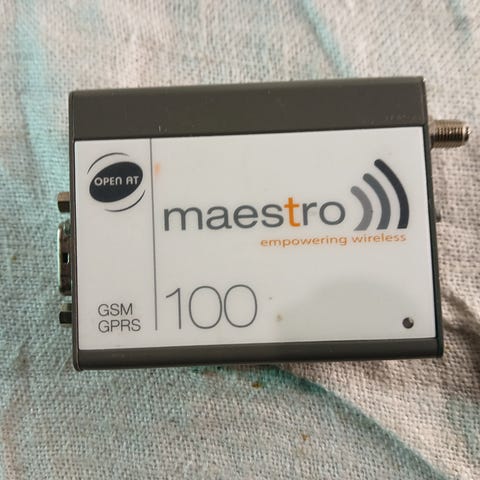 OPEN AT
maestro
empowering wireless
GSM
GPRS
100